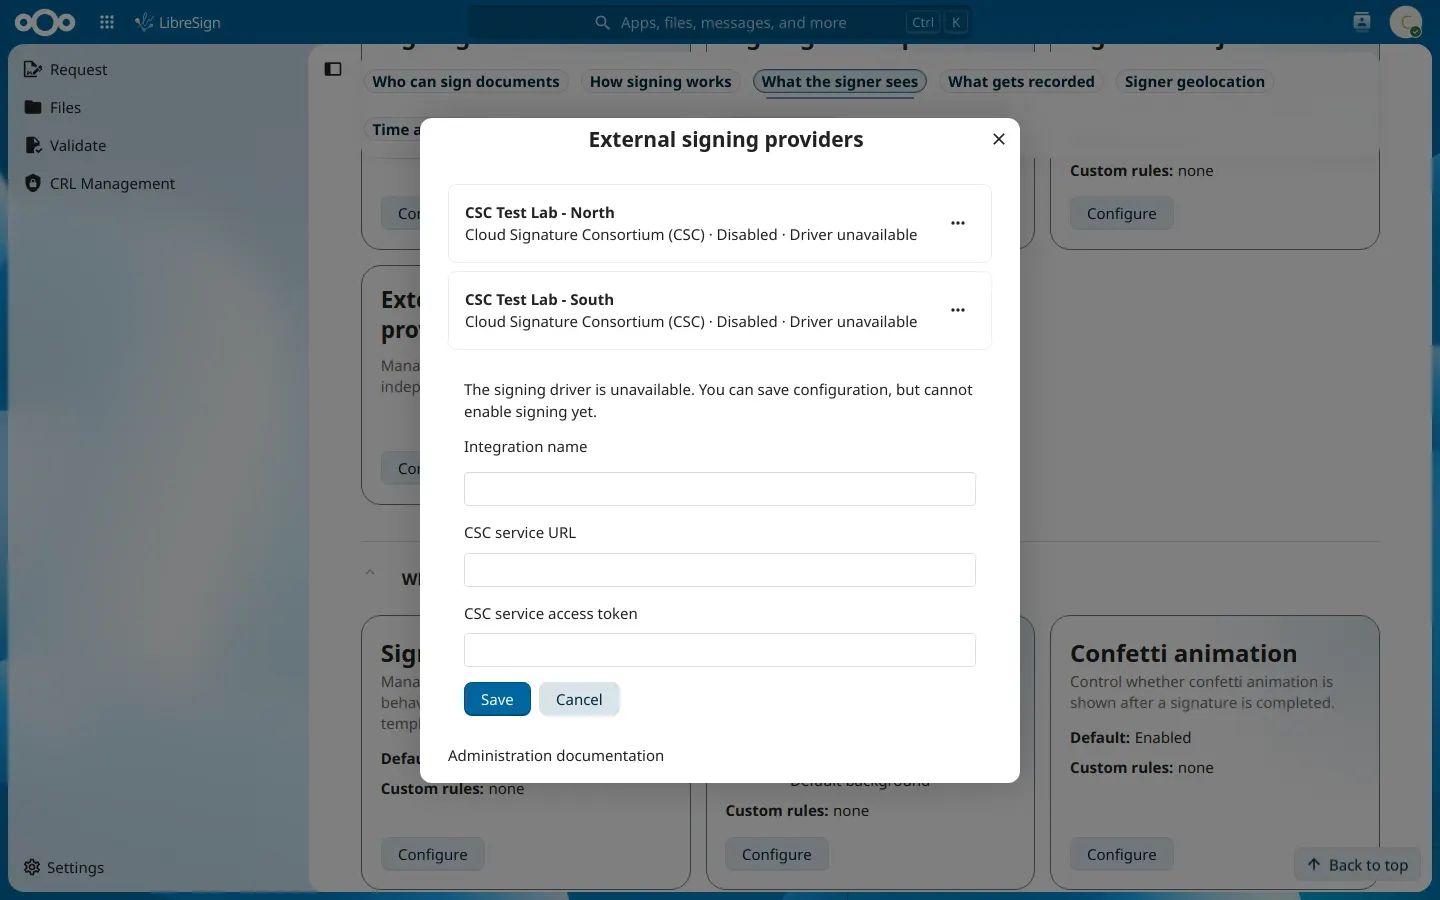 LibreSign
Apps, files, messages, and more
Ctrl
K
C
Request
Files
Validate
CRL Management
Settings
Who can sign documents
How signing works
What the signer sees
What gets recorded
Signer geolocation
Time a
Custom rules: none
Configure
External signing providers
CSC Test Lab - North
Cloud Signature Consortium (CSC) · Disabled · Driver unavailable
CSC Test Lab - South
Cloud Signature Consortium (CSC) · Disabled · Driver unavailable
The signing driver is unavailable. You can save configuration, but cannot
enable signing yet.
Integration name
CSC service URL
CSC service access token
Save
Cancel
Administration documentation
Custom rules: none
Configure
Custom rules: none
Configure
Confetti animation
Control whether confetti animation is
shown after a signature is completed.
Default: Enabled
Custom rules: none
Configure
Back to top